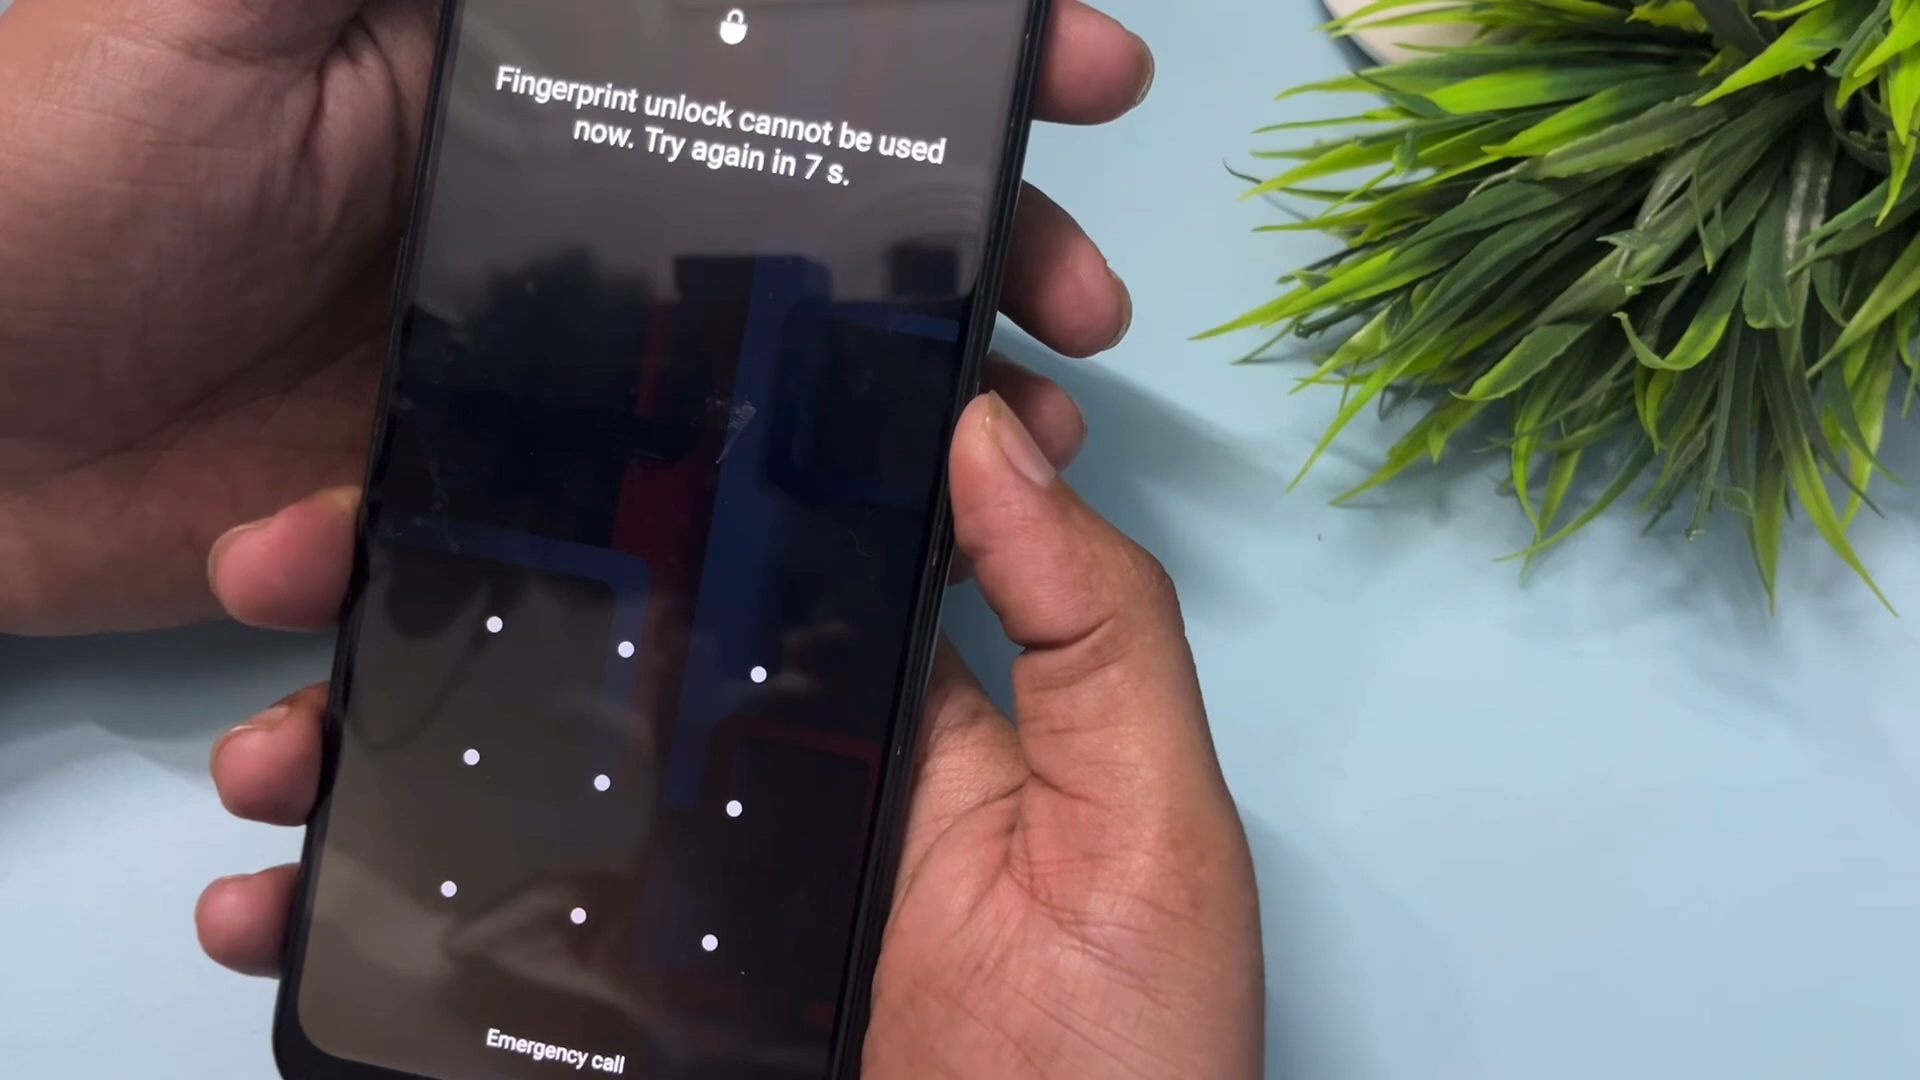 Fingerprint unlock cannot be used
now. Try again in 7 s.
Emergency call